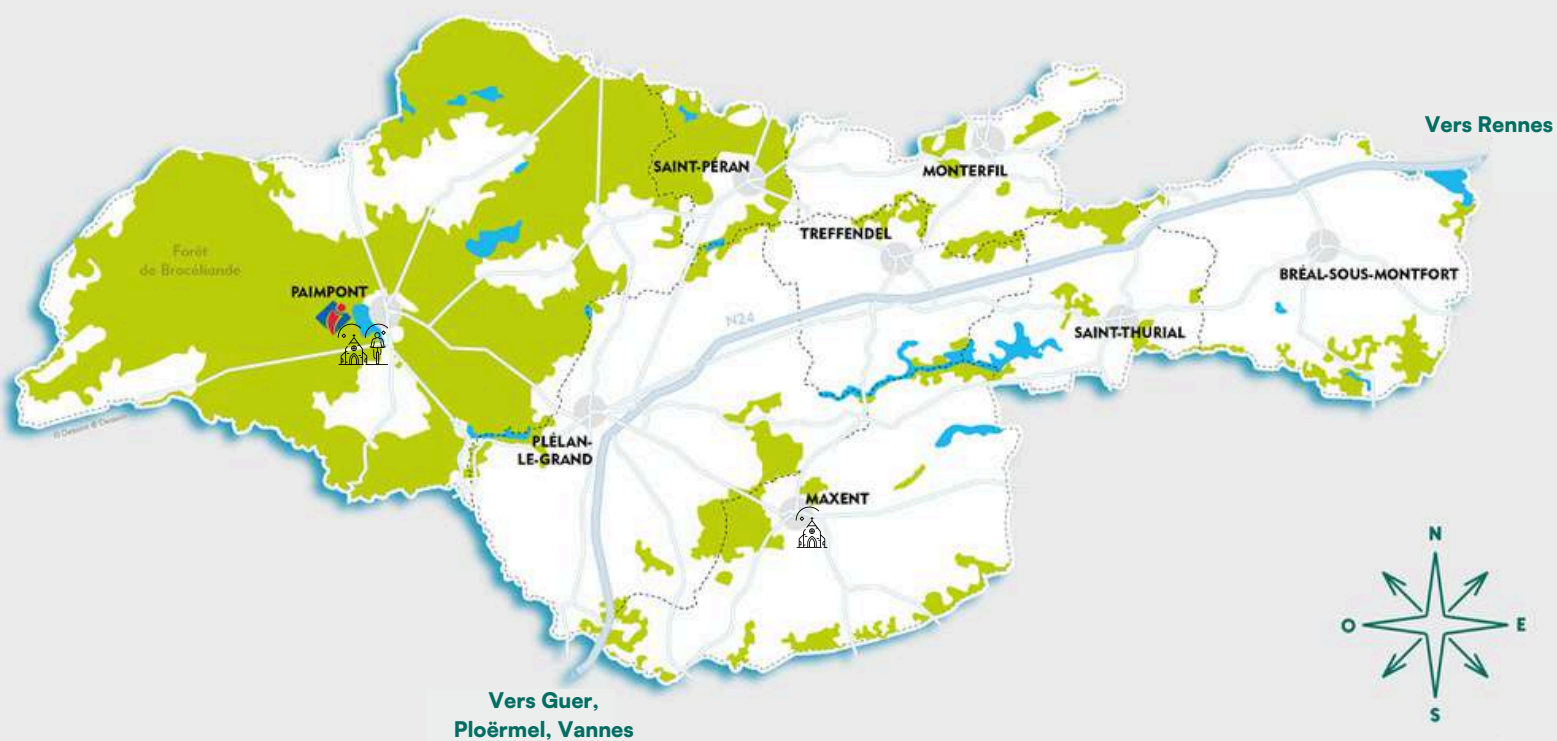 Vers Rennes
SAINT-PÉRAN
MONTERFIL
TREFFENDEL
Forêt
de Brocéliande
BRÉAL-SOUS-MONTFORT
PAIMPONT
N24
SAINT-THURIAL
PLÉLAN-
LE-GRAND
MAXENT
N
O
E
S
Vers Guer,
Ploërmel, Vannes